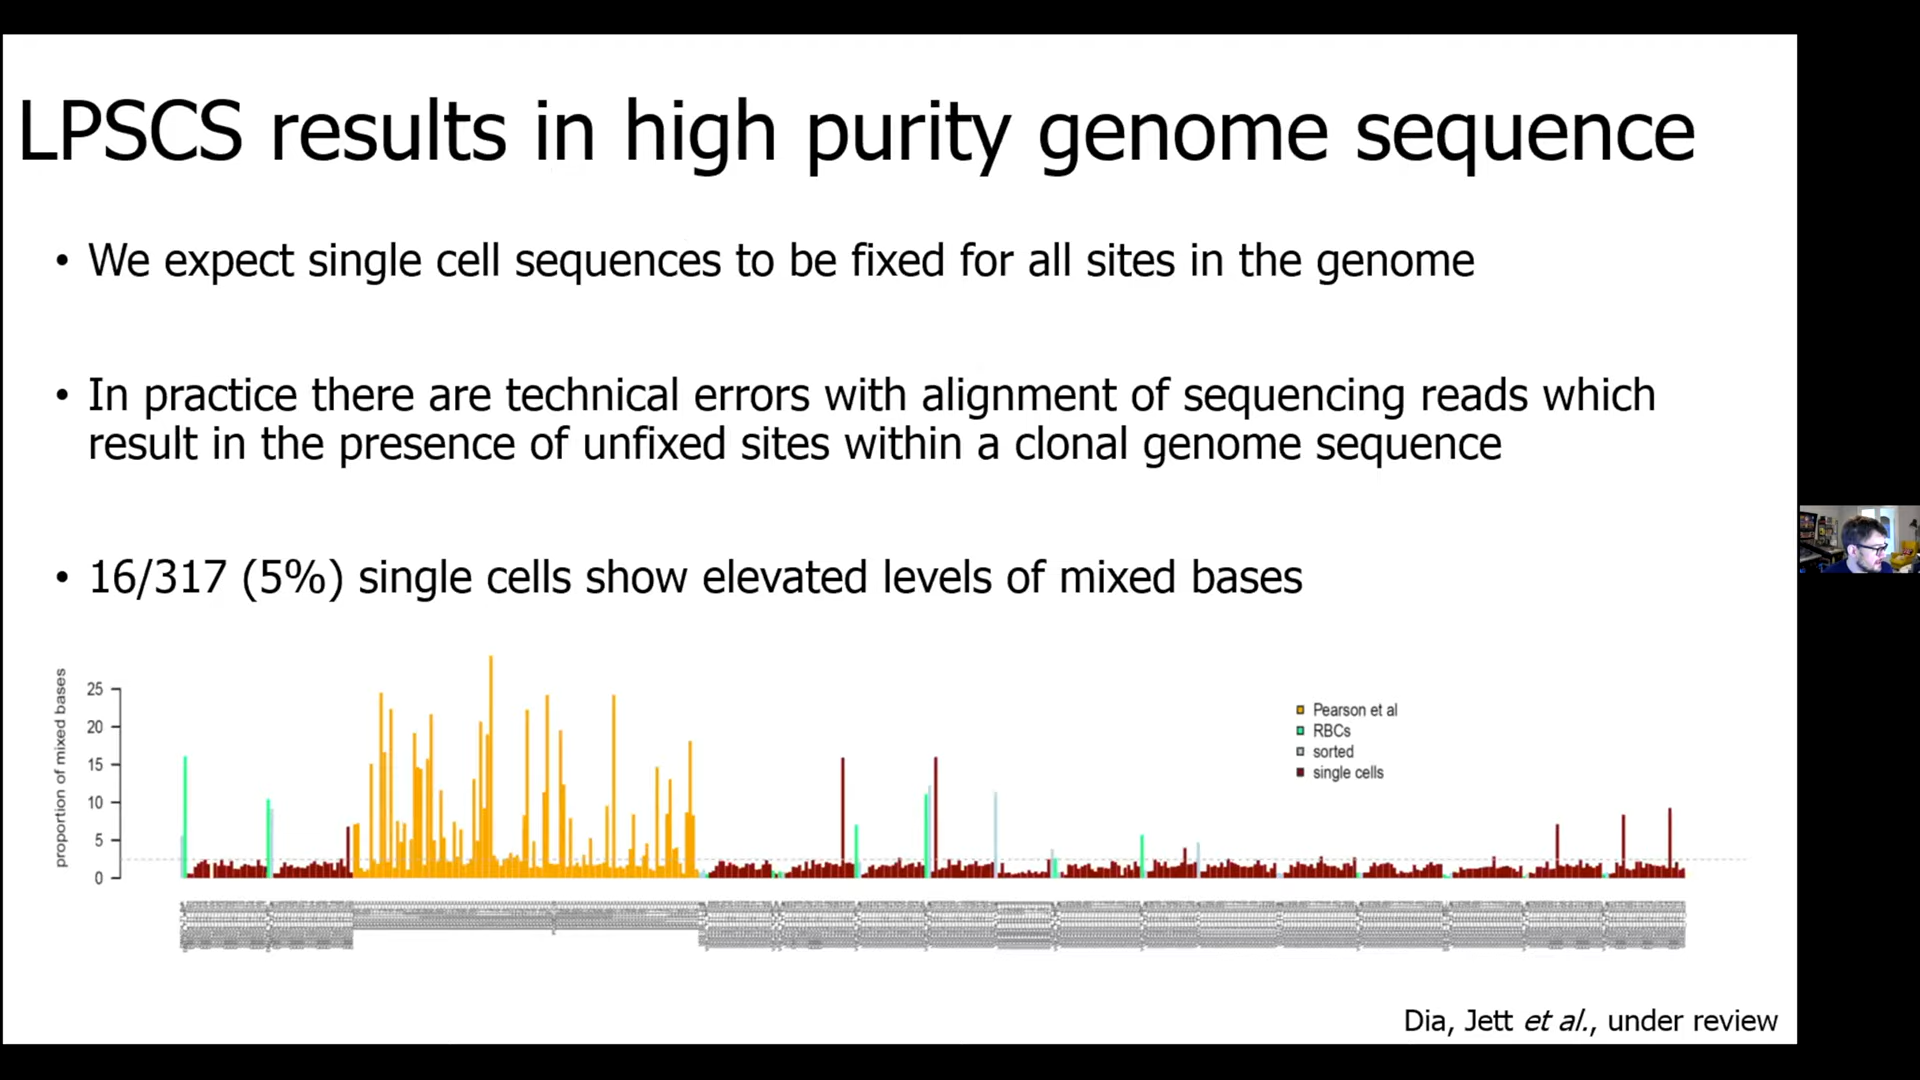 LPSCS results in high purity genome sequence
• We expect single cell sequences to be fixed for all sites in the genome
• In practice there are technical errors with alignment of sequencing reads which
result in the presence of unfixed sites within a clonal genome sequence
• 16/317 (5%) single cells show elevated levels of mixed bases
proportion of mixed bases
25
20
15
10
5
0
Pearson et al
RBCs
sorted
single cells
Dia, Jett et al., under review